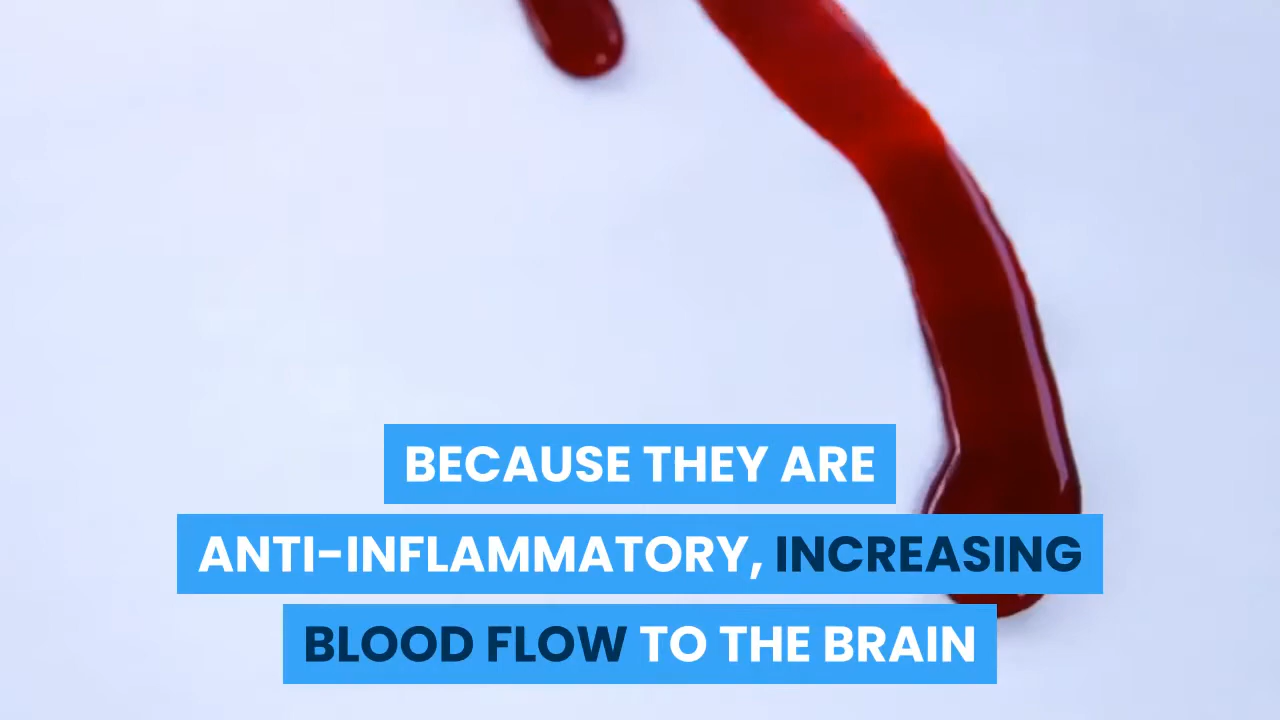 BECAUSE THEY ARE
ANTI-INFLAMMATORY, INCREASING
BLOOD FLOW TO THE BRAIN